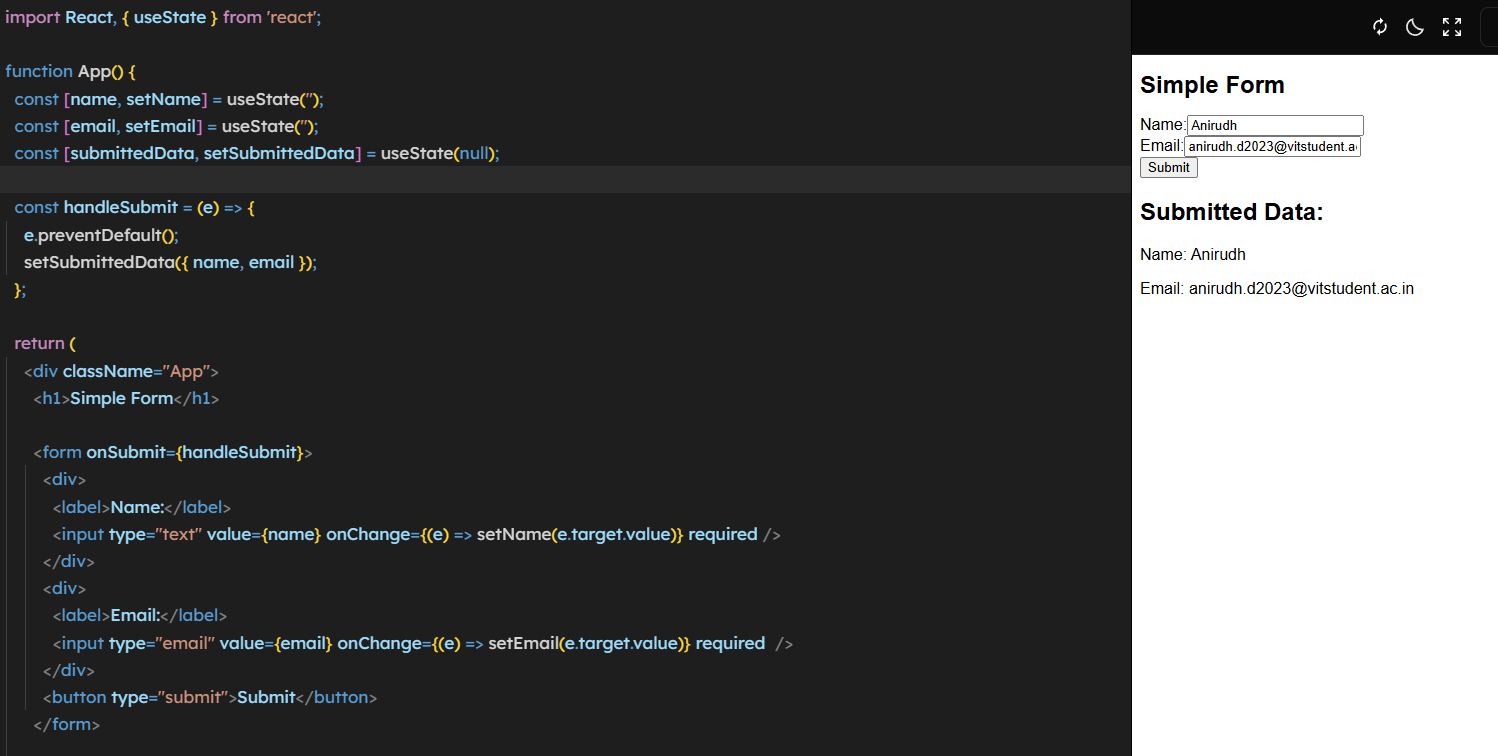 import React, { useState } from 'react';
function App() {
const [name, setName] = useState('');
const [email, setEmail] = useState('');
const [submittedData, setSubmittedData] = useState(null);
const handleSubmit = (e) => {
e.preventDefault();
setSubmittedData({ name, email });
};
return (
<div className="App">
<h1>Simple Form</h1>
<form onSubmit={handleSubmit}>
<div>
<label>Name:</label>
<input type="text" value={name} onChange={(e) => setName(e.target.value)} required />
</div>
<div>
<label>Email:</label>
<input type="email" value={email} onChange={(e) => setEmail(e.target.value)} required  />
</div>
<button type="submit">Submit</button>
</form>
Simple Form
Name: Anirudh
Email: anirudh.d2023@vitstudent.a
Submit
Submitted Data:
Name: Anirudh
Email: anirudh.d2023@vitstudent.ac.in